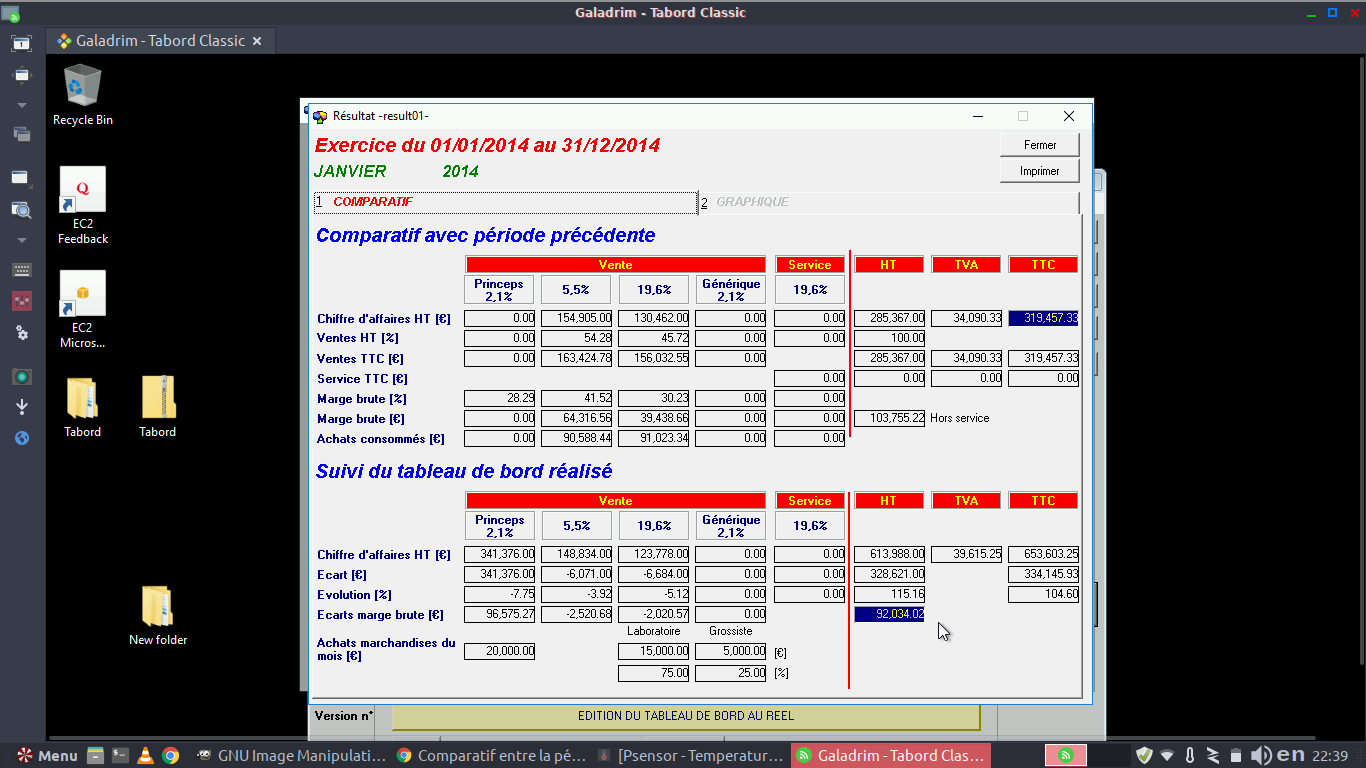 Galadrim - Tabord Classic
Galadrim - Tabord Classic ×
Recycle Bin
EC2
Feedback
EC2
Micros...
Tabord
Tabord
New folder
Résultat -result01-
Exercice du 01/01/2014 au 31/12/2014
Fermer
JANVIER 2014
Imprimer
1 COMPARATIF
2 GRAPHIQUE
Comparatif avec période précédente
Vente Service HT TVA TTC
Princeps 2,1% 5,5% 19,6% Générique 2,1% 19,6%
Chiffre d'affaires HT [€] 0.00 154,905.00 130,462.00 0.00 0.00 285,367.00 34,090.33 319,457.33
Ventes HT [%] 0.00 54.28 45.72 0.00 0.00 100.00
Ventes TTC [€] 0.00 163,424.78 156,032.55 0.00 285,367.00 34,090.33 319,457.33
Service TTC [€] 0.00 0.00 0.00 0.00
Marge brute [%] 28.29 41.52 30.23 0.00 0.00
Marge brute [€] 0.00 64,316.56 39,438.66 0.00 0.00 103,755.22 Hors service
Achats consommés [€] 0.00 90,588.44 91,023.34 0.00 0.00
Suivi du tableau de bord réalisé
Vente Service HT TVA TTC
Princeps 2,1% 5,5% 19,6% Générique 2,1% 19,6%
Chiffre d'affaires HT [€] 341,376.00 148,834.00 123,778.00 0.00 0.00 613,988.00 39,615.25 653,603.25
Ecart [€] 341,376.00 -6,071.00 -6,684.00 0.00 0.00 328,621.00 334,145.93
Evolution [%] -7.75 -3.92 -5.12 0.00 0.00 115.16 104.60
Ecarts marge brute [€] 96,575.27 -2,520.68 -2,020.57 0.00 92,034.02
Laboratoire Grossiste
Achats marchandises du mois [€] 20,000.00 15,000.00 5,000.00 [€]
75.00 25.00 [%]
Version n° EDITION DU TABLEAU DE BORD AU REEL
Menu GNU Image Manipulati... Comparatif entre la pé... [Psensor - Temperatur... Galadrim - Tabord Clas... en 22:39